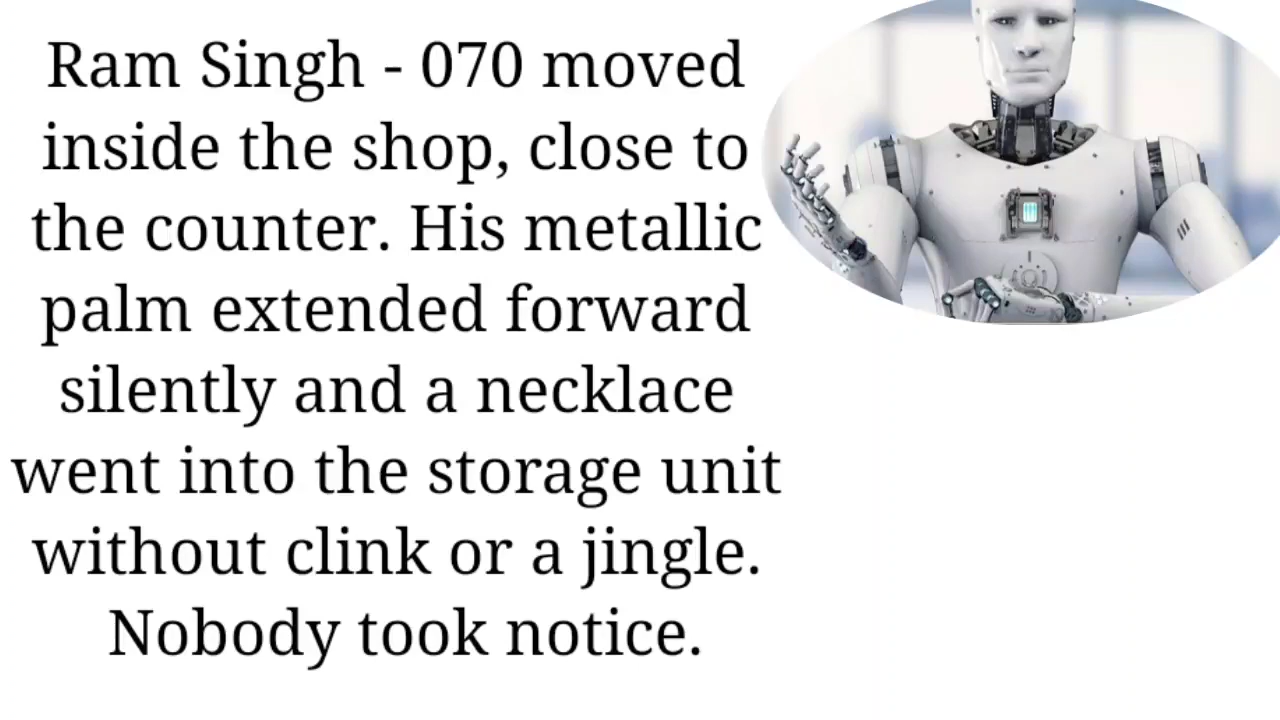 Ram Singh - 070 moved
inside the shop, close to
the counter. His metallic
palm extended forward
silently and a necklace
went into the storage unit
without clink or a jingle.
Nobody took notice.